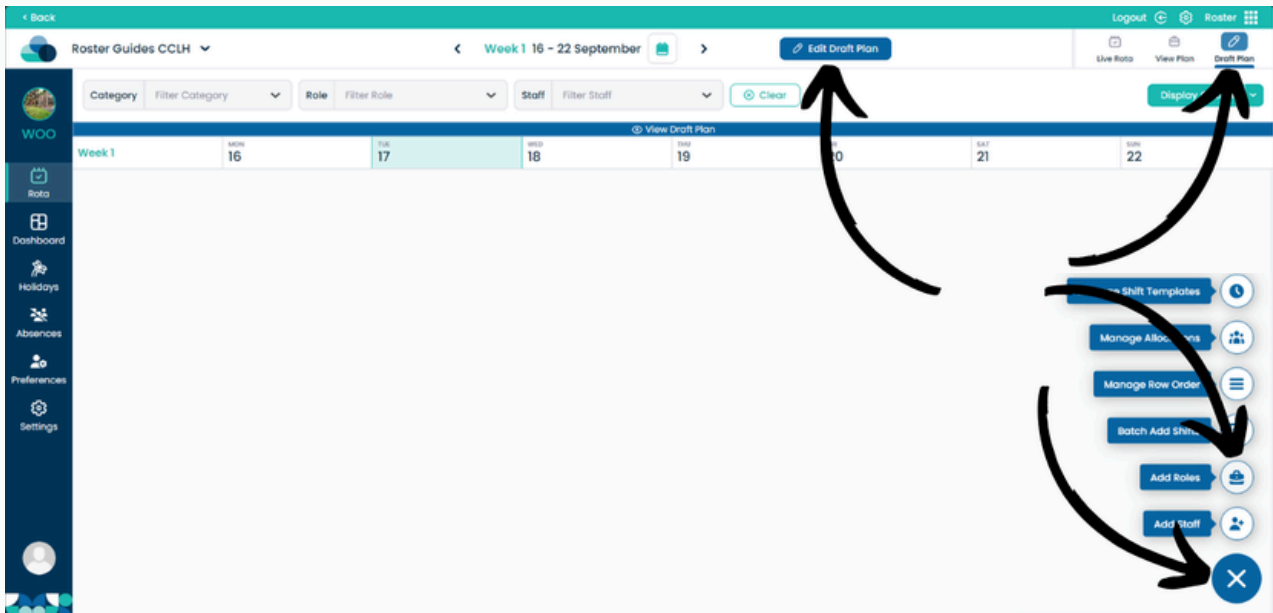 < Back
Logout
Roster
Roster Guides CCLH
Week 1 16 - 22 September
Edit Draft Plan
Live Rota
View Plan
Draft Plan
Category
Filter Category
Role
Filter Role
Staff
Filter Staff
Clear
Display
WOO
View Draft Plan
Week 1
MON
16
TUE
17
WED
18
THU
19
20
SAT
21
SUN
22
Rota
Dashboard
Holidays
Absences
Preferences
Settings
Shift Templates
Manage
Manage Row Order
Batch Add
Add Roles
Add Staff